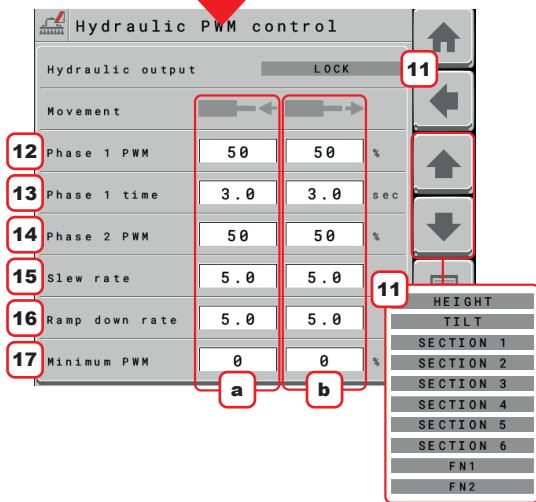 Hydraulic PWM control
Hydraulic output LOCK 11
Movement
12 Phase 1 PWM 50 50 %
13 Phase 1 time 3.0 3.0 sec
14 Phase 2 PWM 50 50 %
15 Slew rate 5.0 5.0
16 Ramp down rate 5.0 5.0
17 Minimum PWM 0 0 %
a b
11
HEIGHT
TILT
SECTION 1
SECTION 2
SECTION 3
SECTION 4
SECTION 5
SECTION 6
FN1
FN2